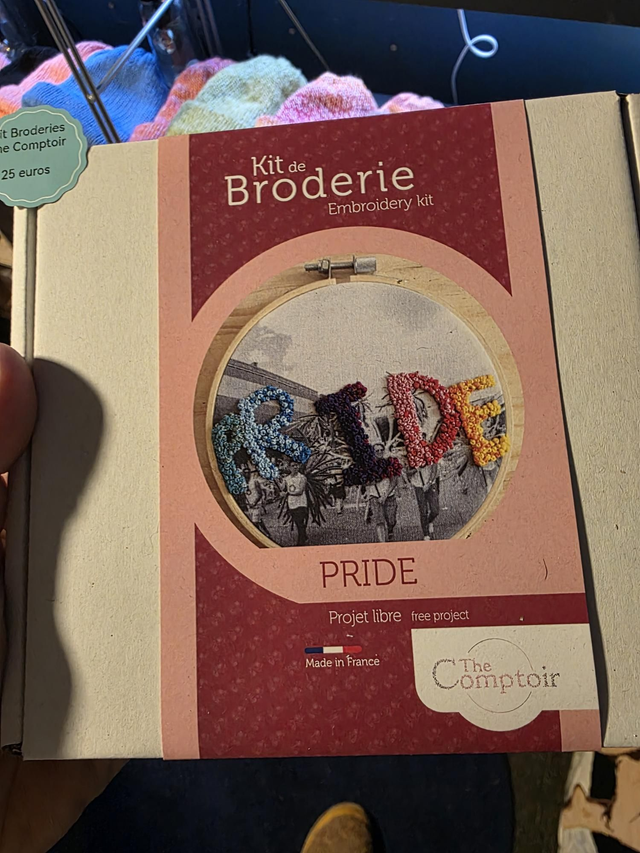 it Broderies
he Comptoir
25 euros
Kit de
Broderie
Embroidery kit
PRIDE
PRIDE
Projet libre free project
Made in France
The
Comptoir